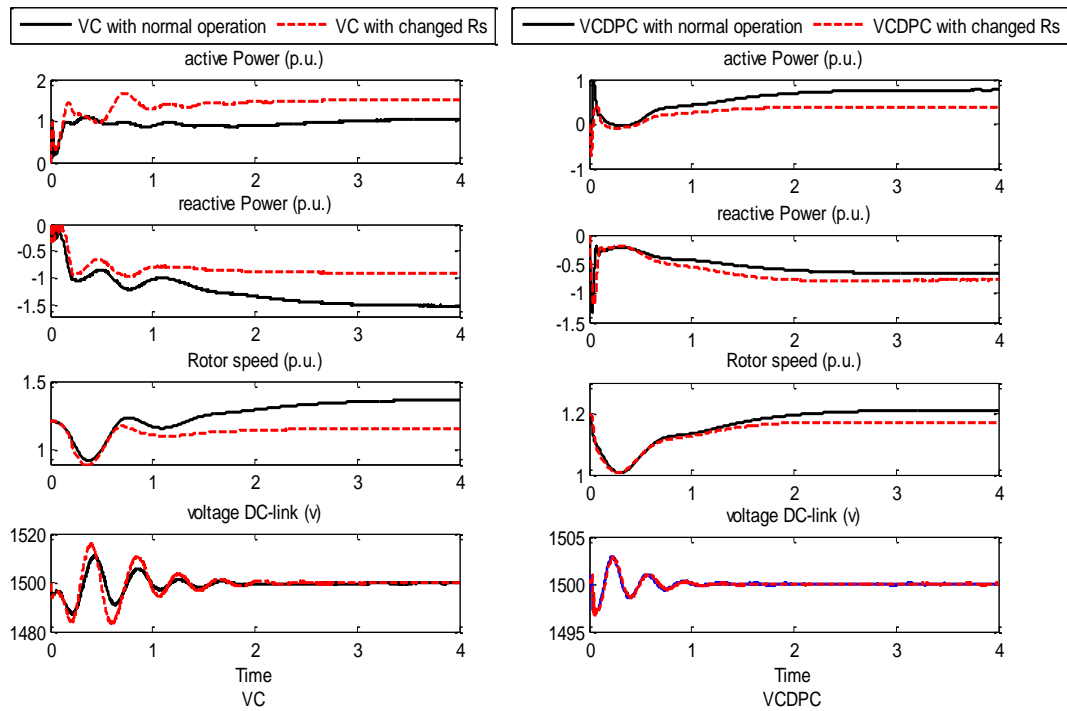 VC with normal operation VC with changed Rs
active Power (p.u.)
2
1
0
0 1 2 3 4
reactive Power (p.u.)
0
-0.5
-1
-1.5
0 1 2 3 4
Rotor speed (p.u.)
1.5
1
0 1 2 3 4
voltage DC-link (v)
1520
1500
1480
0 1 2 3 4
Time
VC
VCDPC with normal operation VCDPC with changed Rs
active Power (p.u.)
1
0
-1
0 1 2 3 4
reactive Power (p.u.)
0
-0.5
-1
-1.5
0 1 2 3 4
Rotor speed (p.u.)
1.2
1
0 1 2 3 4
voltage DC-link (v)
1505
1500
1495
0 1 2 3 4
Time
VCDPC